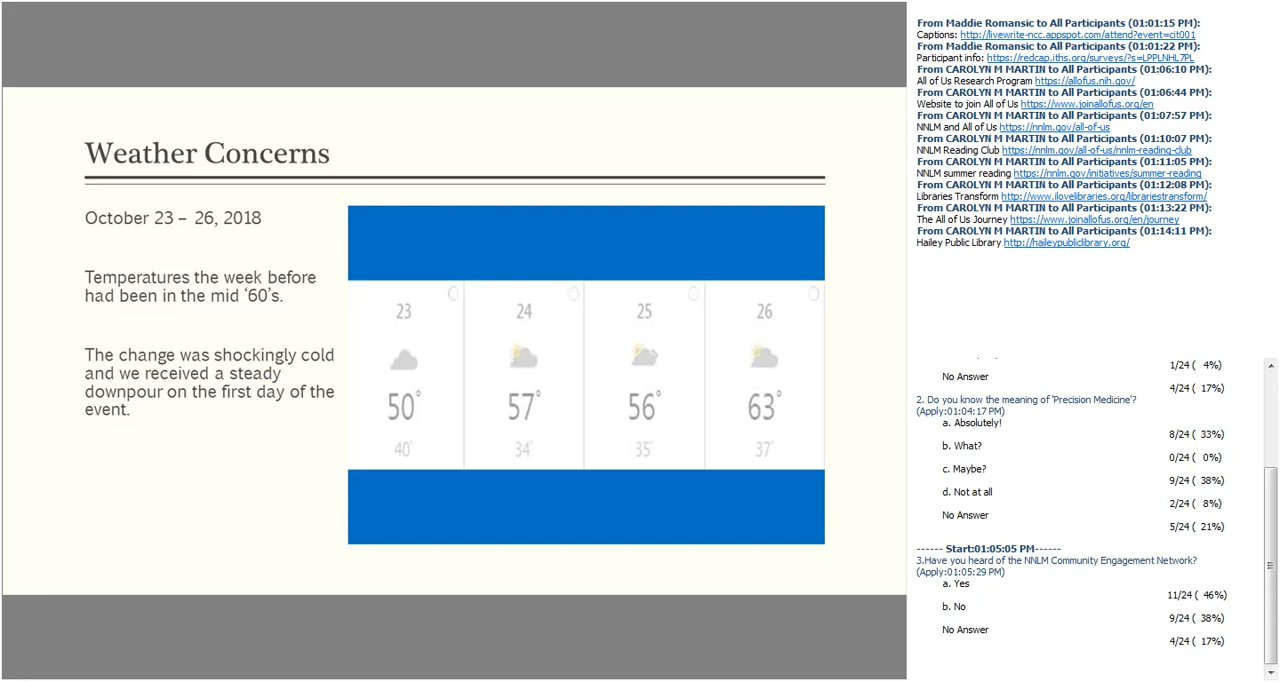 Weather Concerns
October 23 – 26, 2018
Temperatures the week before
had been in the mid ‘60’s.
The change was shockingly cold
and we received a steady
downpour on the first day of the
event.
23 24 25 26
50° 57° 56° 63°
40° 34° 35° 37°
From Maddie Romansic to All Participants (01:01:15 PM):
Captions: http://livewrite-ncc.appspot.com/attend?event=cit001
From Maddie Romansic to All Participants (01:01:22 PM):
Participant info: https://redcap.iths.org/surveys/?s=LPPLNHL7PL
From CAROLYN M MARTIN to All Participants (01:06:10 PM):
All of Us Research Program https://allofus.nih.gov/
From CAROLYN M MARTIN to All Participants (01:06:44 PM):
Website to join All of Us https://www.joinallofus.org/en
From CAROLYN M MARTIN to All Participants (01:07:57 PM):
NNLM and All of Us https://nnlm.gov/all-of-us
From CAROLYN M MARTIN to All Participants (01:10:07 PM):
NNLM Reading Club https://nnlm.gov/all-of-us/nnlm-reading-club
From CAROLYN M MARTIN to All Participants (01:11:05 PM):
NNLM summer reading https://nnlm.gov/initiatives/summer-reading
From CAROLYN M MARTIN to All Participants (01:12:08 PM):
Libraries Transform http://www.ilovelibraries.org/librariestransform/
From CAROLYN M MARTIN to All Participants (01:13:22 PM):
The All of Us Journey https://www.joinallofus.org/en/journey
From CAROLYN M MARTIN to All Participants (01:14:11 PM):
Hailey Public Library http://haileypubliclibrary.org/
1/24 ( 4%)
No Answer
4/24 ( 17%)
2. Do you know the meaning of 'Precision Medicine'?
(Apply:01:04:17 PM)
a. Absolutely!
8/24 ( 33%)
b. What?
0/24 ( 0%)
c. Maybe?
9/24 ( 38%)
d. Not at all
2/24 ( 8%)
No Answer
5/24 ( 21%)
------ Start:01:05:05 PM------
3.Have you heard of the NNLM Community Engagement Network?
(Apply:01:05:29 PM)
a. Yes
11/24 ( 46%)
b. No
9/24 ( 38%)
No Answer
4/24 ( 17%)